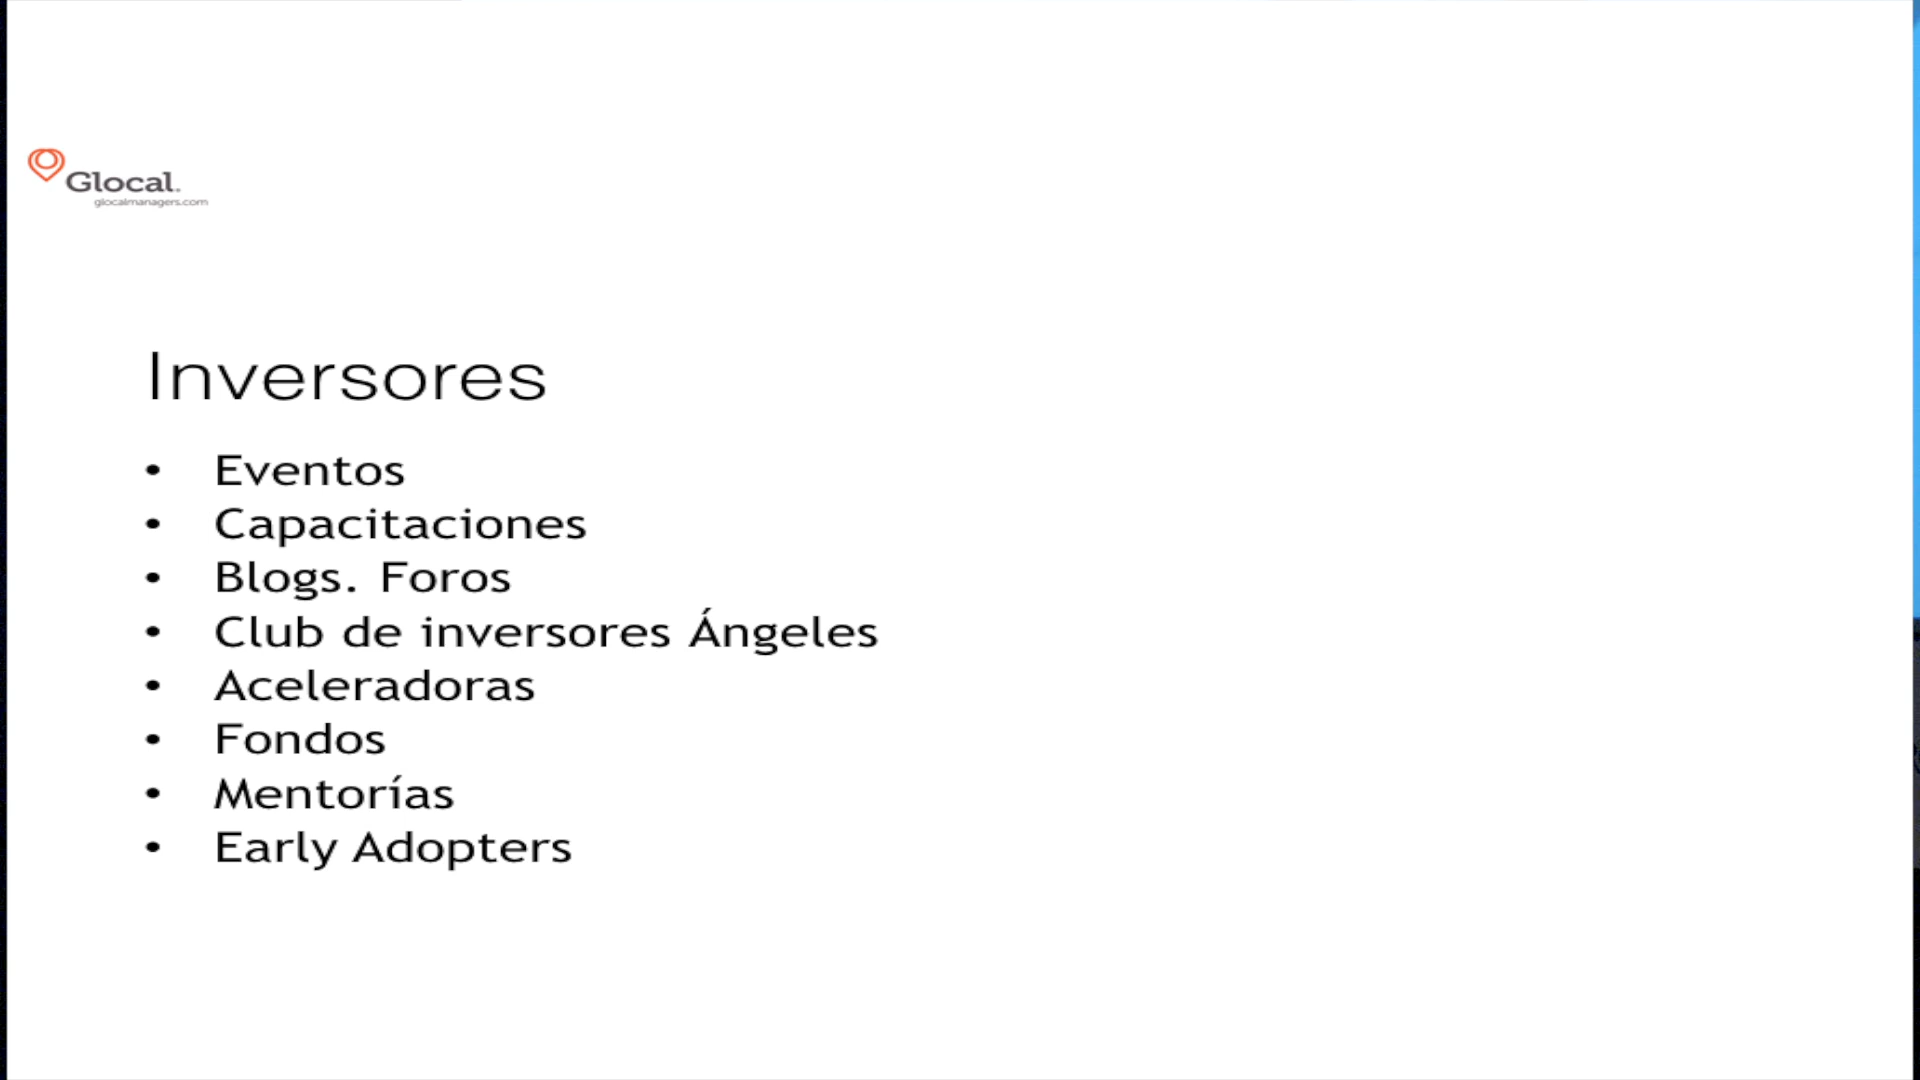 Glocal.
glocalmanagers.com
Inversores
• Eventos
• Capacitaciones
• Blogs. Foros
• Club de inversores Ángeles
• Aceleradoras
• Fondos
• Mentorías
• Early Adopters